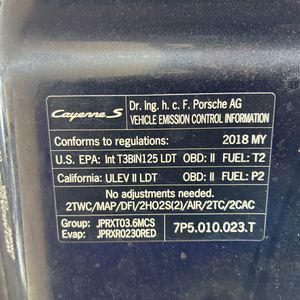 Cayenne S
Dr. Ing. h. c. F. Porsche AG
VEHICLE EMISSION CONTROL INFORMATION
Conforms to regulations: 2018 MY
U.S. EPA: Int T3BIN125 LDT OBD: II FUEL: T2
California: ULEV II LDT OBD: II FUEL: P2
No adjustments needed.
2TWC/MAP/DFI/2HO2S(2)/AIR/2TC/2CAC
Group: JPRXT03.6MCS
Evap: JPRXR0230RED
7P5.010.023.T